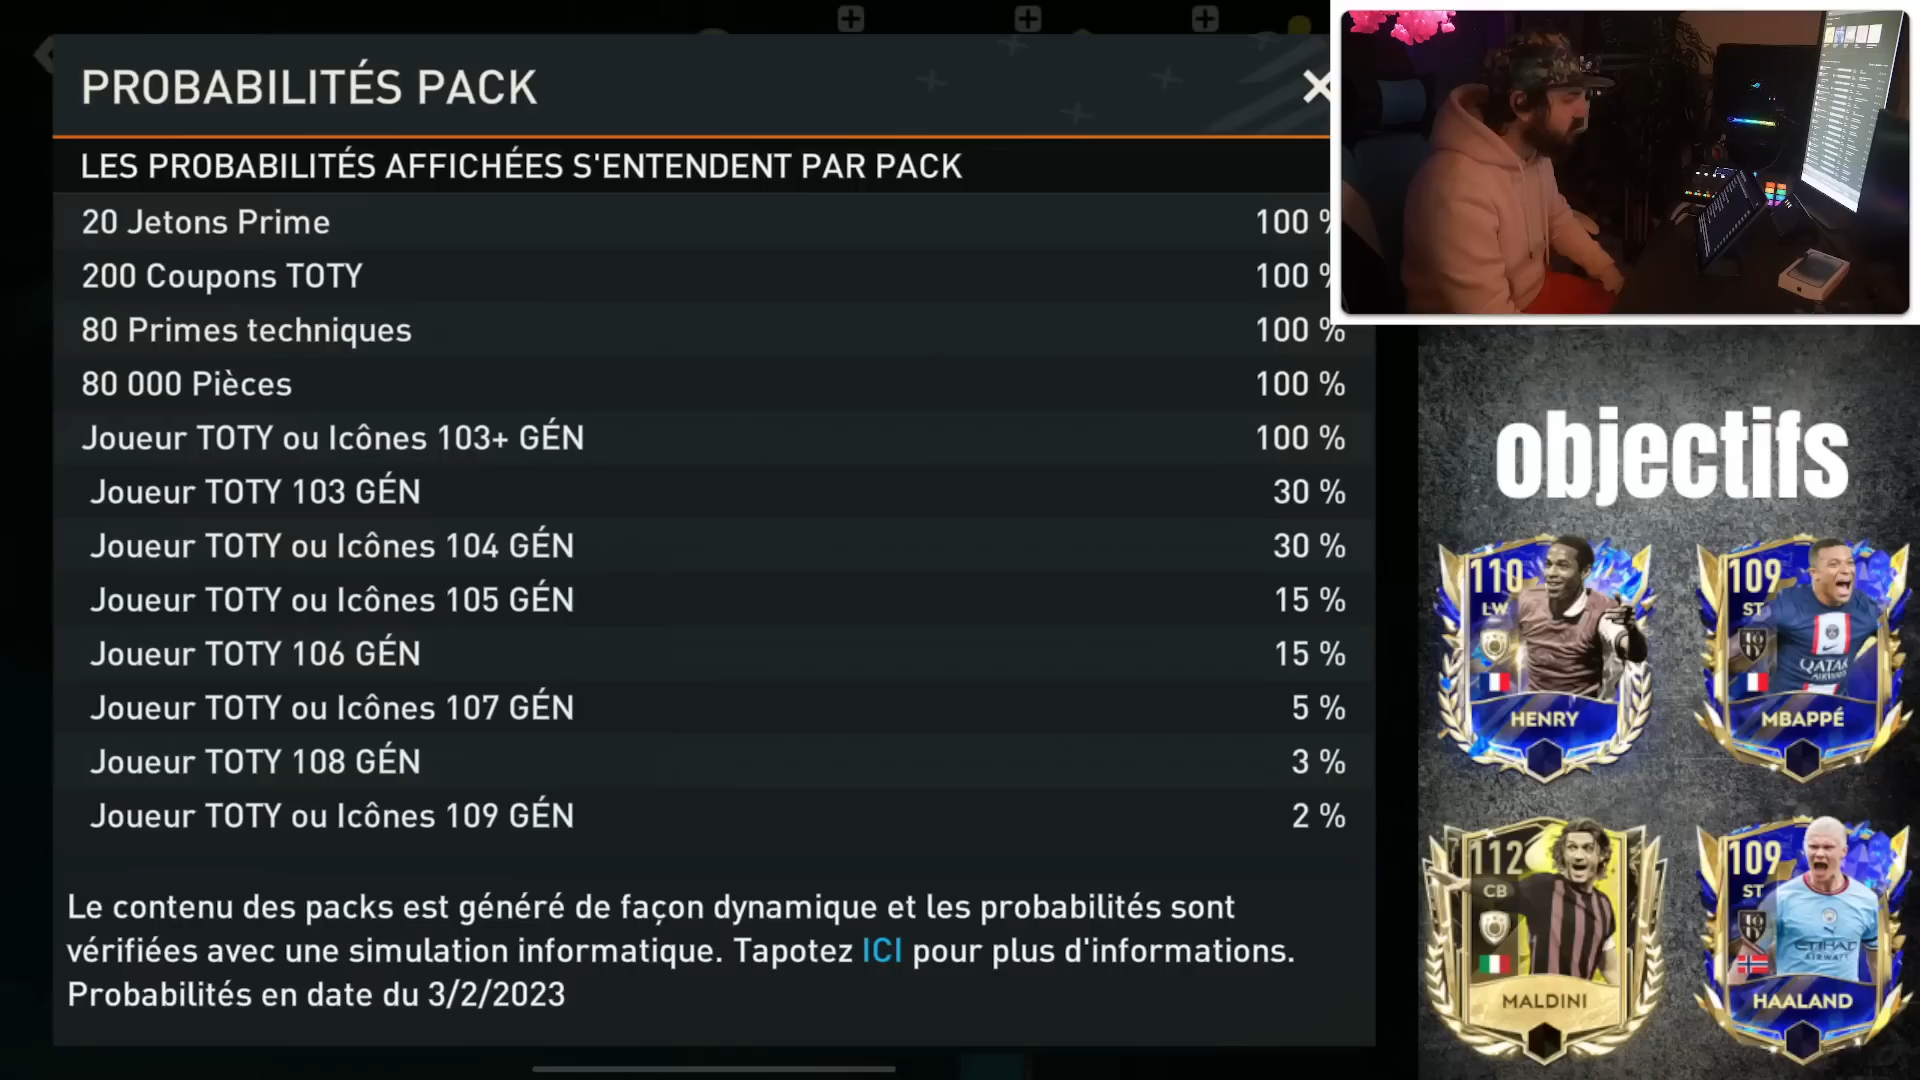 PROBABILITÉS PACK
LES PROBABILITÉS AFFICHÉES S'ENTENDENT PAR PACK
20 Jetons Prime 100 %
200 Coupons TOTY 100 %
80 Primes techniques 100 %
80 000 Pièces 100 %
Joueur TOTY ou Icônes 103+ GÉN 100 %
Joueur TOTY 103 GÉN 30 %
Joueur TOTY ou Icônes 104 GÉN 30 %
Joueur TOTY ou Icônes 105 GÉN 15 %
Joueur TOTY 106 GÉN 15 %
Joueur TOTY ou Icônes 107 GÉN 5 %
Joueur TOTY 108 GÉN 3 %
Joueur TOTY ou Icônes 109 GÉN 2 %
Le contenu des packs est généré de façon dynamique et les probabilités sont
vérifiées avec une simulation informatique. Tapotez ICI pour plus d'informations.
Probabilités en date du 3/2/2023
objectifs
110
LW
HENRY
109
ST
QATAR
AIRWAYS
MBAPPÉ
112
CB
MALDINI
109
ST
ETIHAD
AIRWAYS
HAALAND